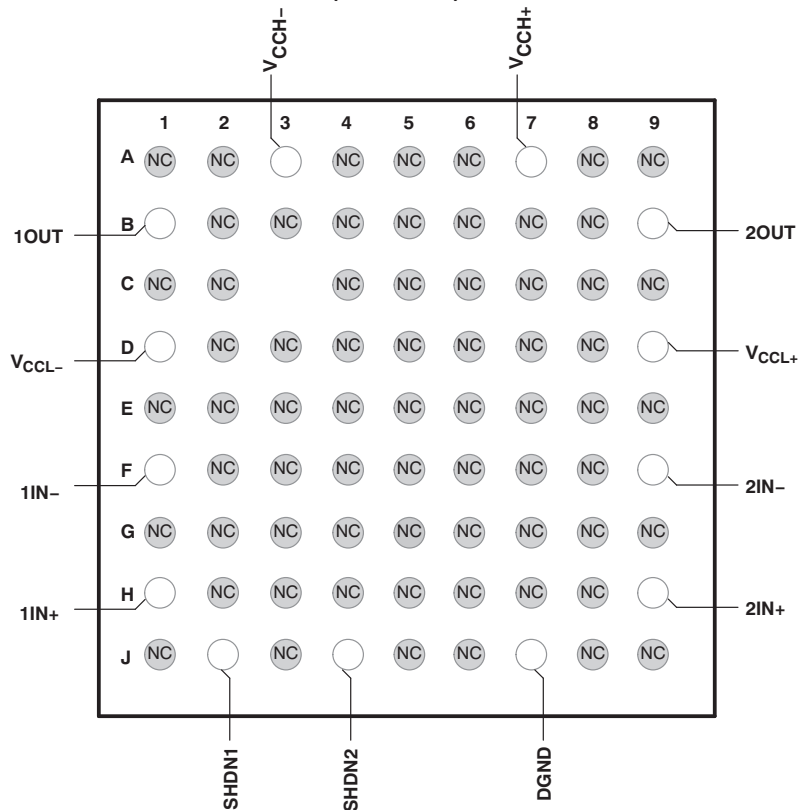 VCCH−
VCCH+
1 2 3 4 5 6 7 8 9
A NC NC NC NC NC NC NC
1OUT B NC NC NC NC NC NC NC 2OUT
C NC NC NC NC NC NC NC NC
VCCL− D NC NC NC NC NC NC NC VCCL+
E NC NC NC NC NC NC NC NC NC
1IN− F NC NC NC NC NC NC NC 2IN−
G NC NC NC NC NC NC NC NC NC
1IN+ H NC NC NC NC NC NC NC 2IN+
J NC NC NC NC NC NC
SHDN1
SHDN2
DGND